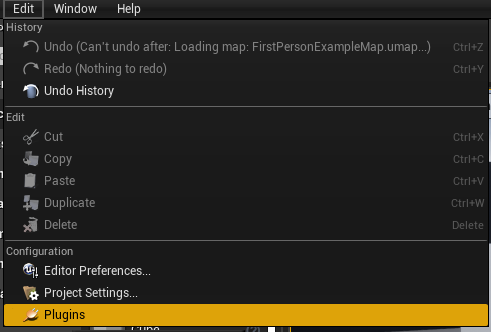 Edit Window Help
History
Undo (Can't undo after: Loading map: FirstPersonExampleMap.umap...) Ctrl+Z
Redo (Nothing to redo) Ctrl+Y
Undo History
Edit
Cut Ctrl+X
Copy Ctrl+C
Paste Ctrl+V
Duplicate Ctrl+W
Delete Delete
Configuration
Editor Preferences...
Project Settings...
Plugins